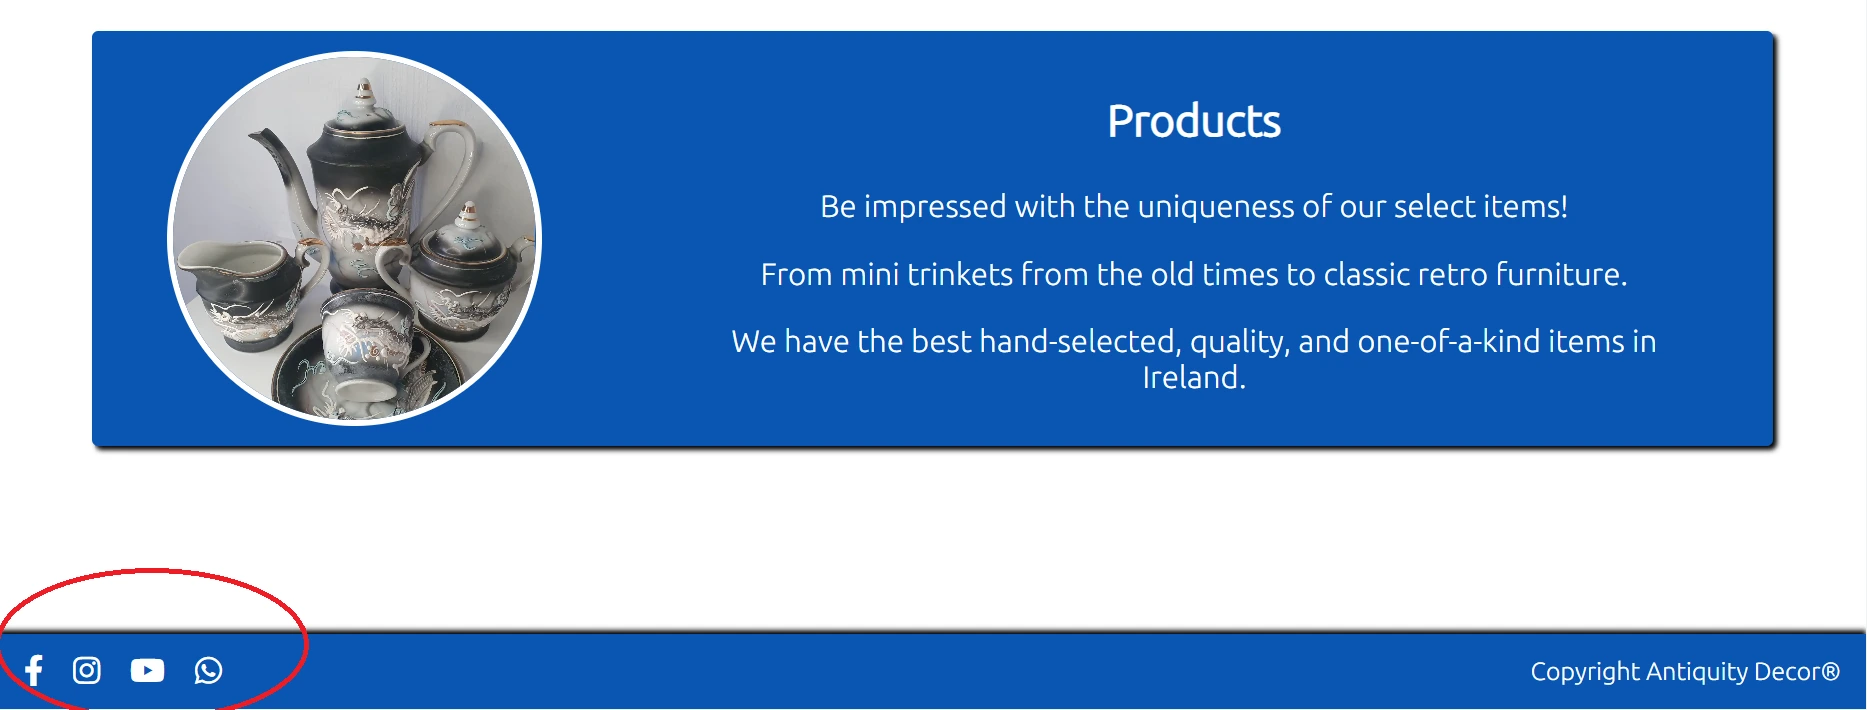 Products
Be impressed with the uniqueness of our select items!
From mini trinkets from the old times to classic retro furniture.
We have the best hand-selected, quality, and one-of-a-kind items in
Ireland.
Copyright Antiquity Decor®